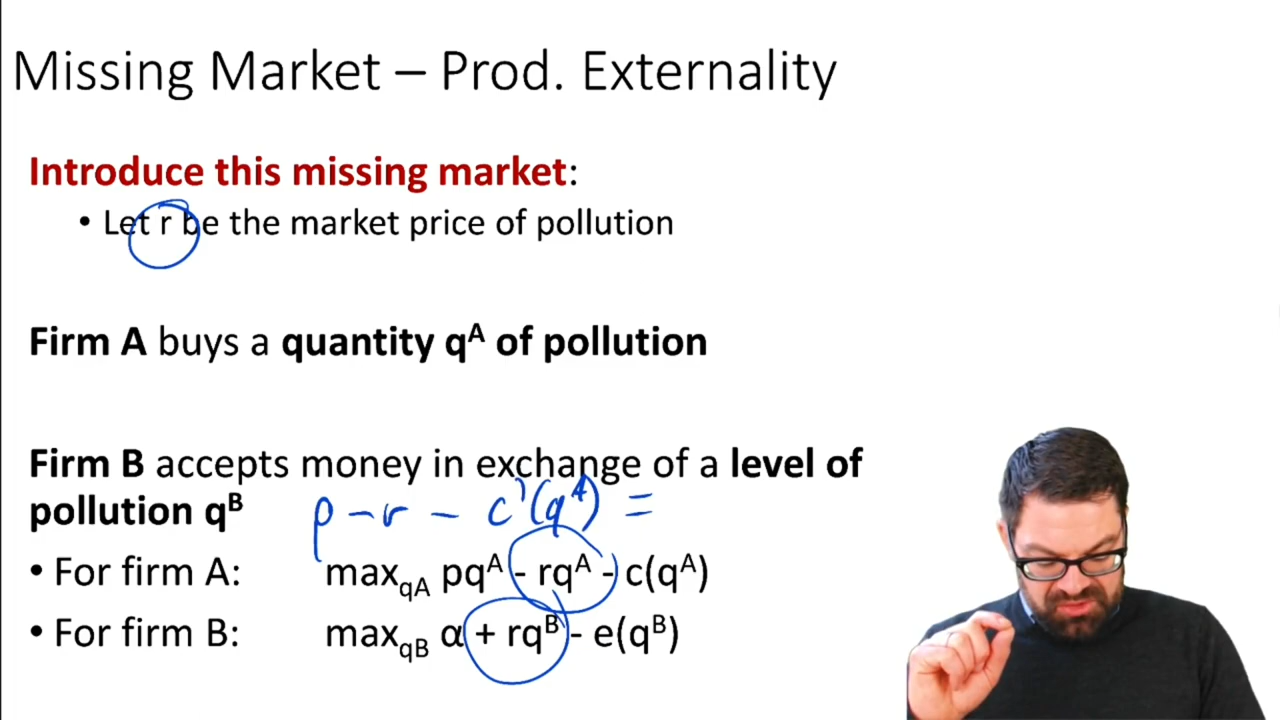 Missing Market – Prod. Externality
Introduce this missing market:
• Let r be the market price of pollution
Firm A buys a quantity qᴬ of pollution
Firm B accepts money in exchange of a level of
pollution qᴮ
p - r - c'(qᴬ) =
• For firm A: max_qA pqᴬ - rqᴬ - c(qᴬ)
• For firm B: max_qB α + rqᴮ - e(qᴮ)